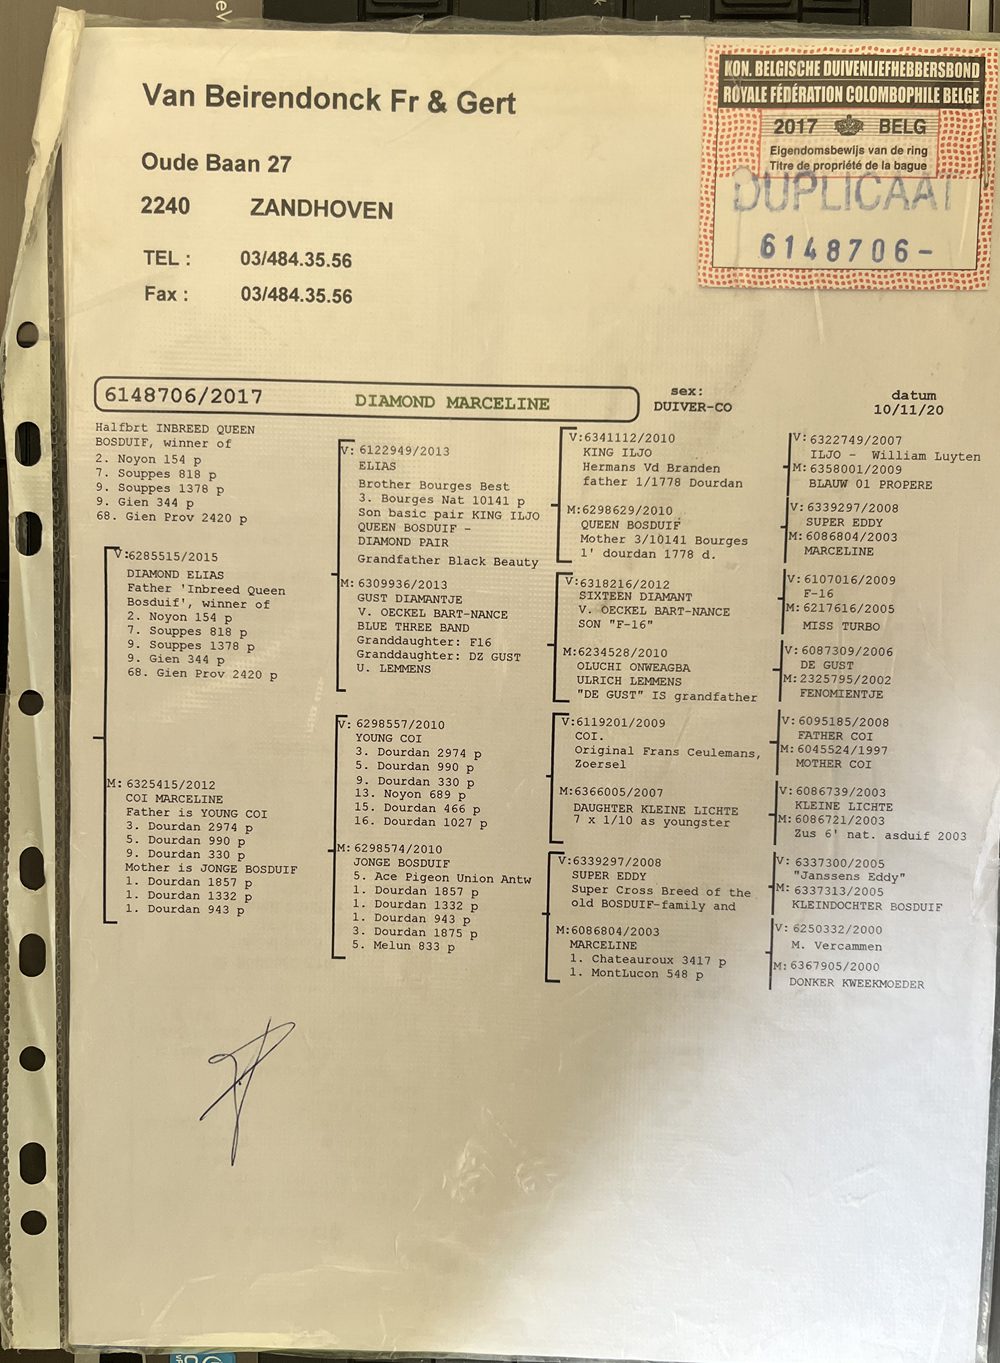 Van Beirendonck Fr & Gert
Oude Baan 27
2240 ZANDHOVEN
TEL : 03/484.35.56
Fax : 03/484.35.56
KON. BELGISCHE DUIVENLIEFHEBBERSBOND
ROYALE FÉDÉRATION COLOMBOPHILE BELGE
2017 BELG
Eigendomsbewijs van de ring
Titre de propriété de la bague
DUPLICAAT
6148706-
6148706/2017 DIAMOND MARCELINE
sex:
DUIVER-CO
datum
10/11/20
Halfbrt INBREED QUEEN
BOSDUIF, winner of
2. Noyon 154 p
7. Souppes 818 p
9. Souppes 1378 p
9. Gien 344 p
68. Gien Prov 2420 p
V: 6285515/2015
DIAMOND ELIAS
Father 'Inbreed Queen
Bosduif', winner of
2. Noyon 154 p
7. Souppes 818 p
9. Souppes 1378 p
9. Gien 344 p
68. Gien Prov 2420 p
M: 6325415/2012
COI MARCELINE
Father is YOUNG COI
3. Dourdan 2974 p
5. Dourdan 990 p
9. Dourdan 330 p
Mother is JONGE BOSDUIF
1. Dourdan 1857 p
1. Dourdan 1332 p
1. Dourdan 943 p
V: 6122949/2013
ELIAS
Brother Bourges Best
3. Bourges Nat 10141 p
Son basic pair KING ILJO
QUEEN BOSDUIF -
DIAMOND PAIR
Grandfather Black Beauty
M: 6309936/2013
GUST DIAMANTJE
V. OECKEL BART-NANCE
BLUE THREE BAND
Granddaughter: F16
Granddaughter: DZ GUST
U. LEMMENS
V: 6298557/2010
YOUNG COI
3. Dourdan 2974 p
5. Dourdan 990 p
9. Dourdan 330 p
13. Noyon 689 p
15. Dourdan 466 p
16. Dourdan 1027 p
M: 6298574/2010
JONGE BOSDUIF
5. Ace Pigeon Union Antw
1. Dourdan 1857 p
1. Dourdan 1332 p
1. Dourdan 943 p
3. Dourdan 1875 p
5. Melun 833 p
V:6341112/2010
KING ILJO
Hermans Vd Branden
father 1/1778 Dourdan
M:6298629/2010
QUEEN BOSDUIF
Mother 3/10141 Bourges
1' dourdan 1778 d.
V:6318216/2012
SIXTEEN DIAMANT
V. OECKEL BART-NANCE
SON "F-16"
M:6234528/2010
OLUCHI ONWEAGBA
ULRICH LEMMENS
"DE GUST" IS grandfather
V:6119201/2009
COI.
Original Frans Ceulemans,
Zoersel
M:6366005/2007
DAUGHTER KLEINE LICHTE
7 x 1/10 as youngster
V:6339297/2008
SUPER EDDY
Super Cross Breed of the
old BOSDUIF-family and
M:6086804/2003
MARCELINE
1. Chateauroux 3417 p
1. MontLucon 548 p
V: 6322749/2007
ILJO - William Luyten
M: 6358001/2009
BLAUW 01 PROPERE
V: 6339297/2008
SUPER EDDY
M: 6086804/2003
MARCELINE
V: 6107016/2009
F-16
M: 6217616/2005
MISS TURBO
V: 6087309/2006
DE GUST
M: 2325795/2002
FENOMIENTJE
V: 6095185/2008
FATHER COI
M: 6045524/1997
MOTHER COI
V: 6086739/2003
KLEINE LICHTE
M: 6086721/2003
Zus 6' nat. asduif 2003
V: 6337300/2005
"Janssens Eddy"
M: 6337313/2005
KLEINDOCHTER BOSDUIF
V: 6250332/2000
M. Vercammen
M: 6367905/2000
DONKER KWEEKMOEDER